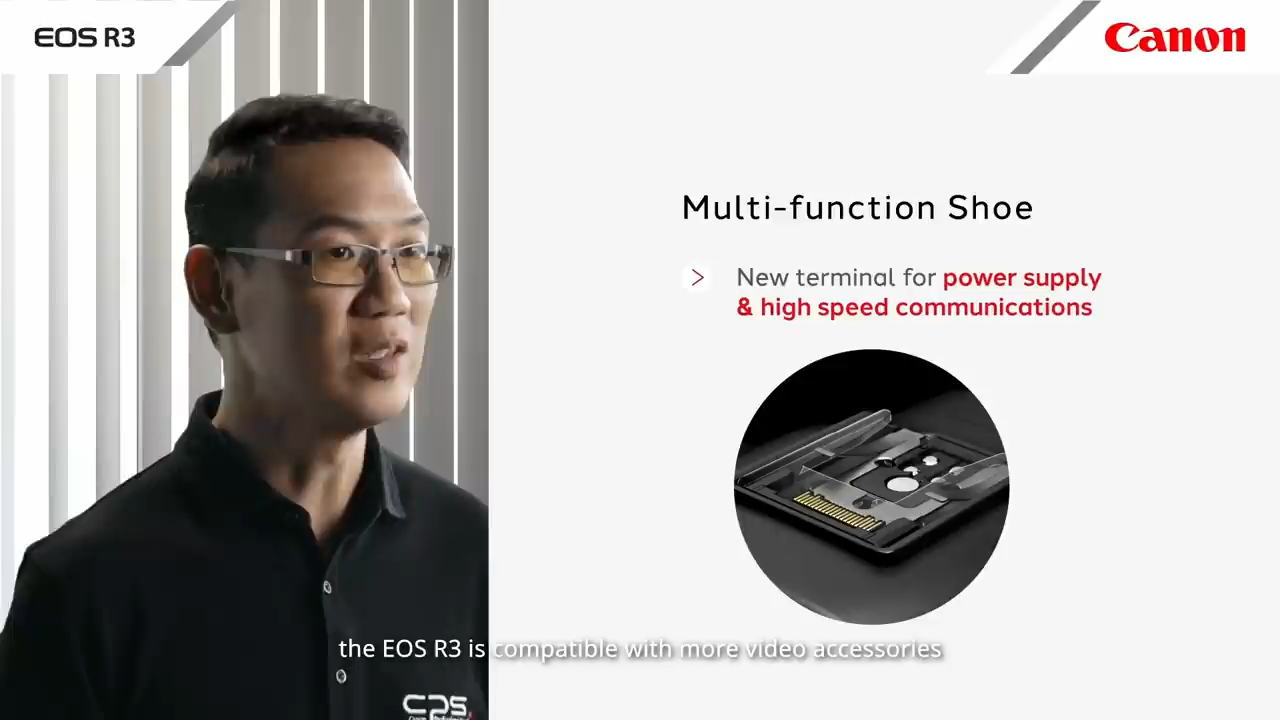 EOS R3
Canon
Multi-function Shoe
New terminal for power supply
& high speed communications
the EOS R3 is compatible with more video accessories
CPS